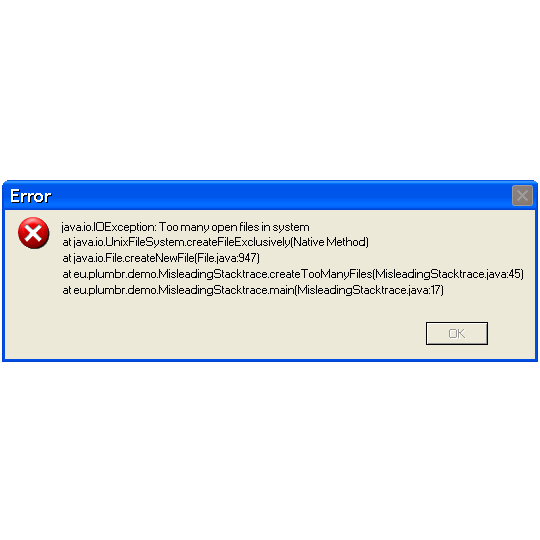 Error
java.io.IOException: Too many open files in system
at java.io.UnixFileSystem.createFileExclusively(Native Method)
at java.io.File.createNewFile(File.java:947)
at eu.plumbr.demo.MisleadingStacktrace.createTooManyFiles(MisleadingStacktrace.java:45)
at eu.plumbr.demo.MisleadingStacktrace.main(MisleadingStacktrace.java:17)
OK